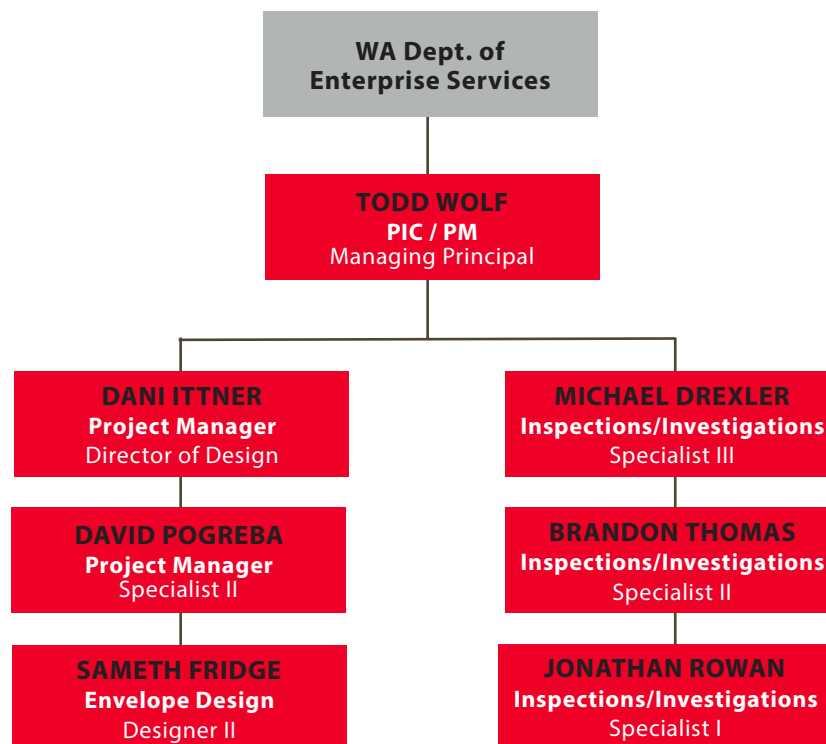 WA Dept. of
Enterprise Services
TODD WOLF
PIC / PM
Managing Principal
DANI ITTNER
Project Manager
Director of Design
MICHAEL DREXLER
Inspections/Investigations
Specialist III
DAVID POGREBA
Project Manager
Specialist II
BRANDON THOMAS
Inspections/Investigations
Specialist II
SAMETH FRIDGE
Envelope Design
Designer II
JONATHAN ROWAN
Inspections/Investigations
Specialist I